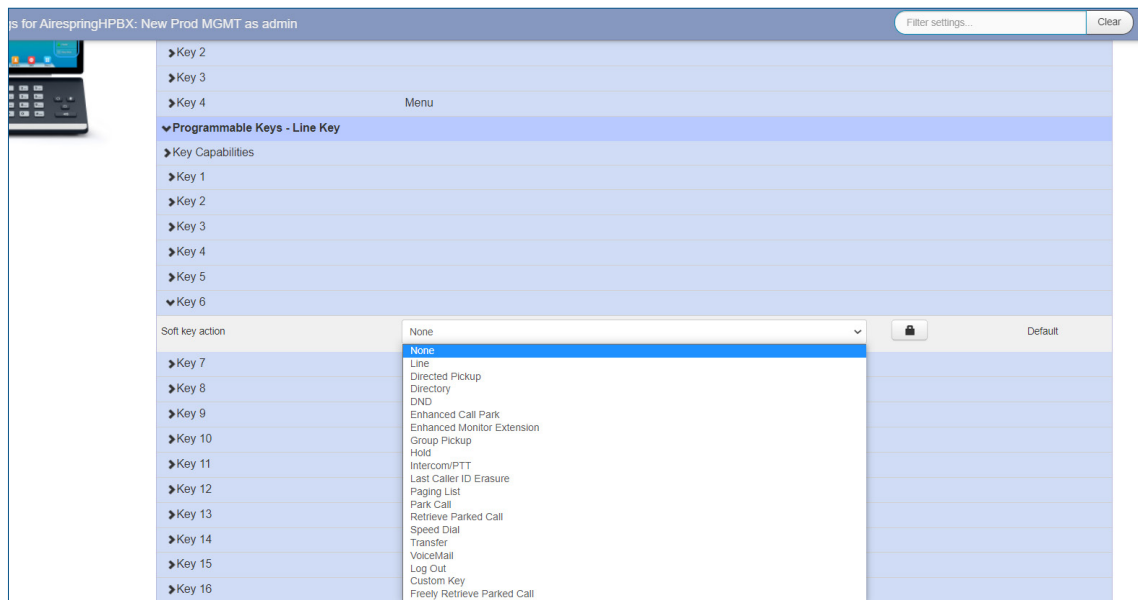 gs for AirespringHPBX: New Prod MGMT as admin Filter settings... Clear
Key 2
Key 3
Key 4 Menu
Programmable Keys - Line Key
Key Capabilities
Key 1
Key 2
Key 3
Key 4
Key 5
Key 6
Soft key action None Default
None
Line
Key 7
Directed Pickup
Directory
Key 8
DND
Enhanced Call Park
Key 9
Enhanced Monitor Extension
Group Pickup
Key 10
Hold
Intercom/PTT
Key 11
Last Caller ID Erasure
Paging List
Key 12
Park Call
Retrieve Parked Call
Key 13
Speed Dial
Transfer
Key 14
VoiceMail
Log Out
Key 15
Custom Key
Freely Retrieve Parked Call
Key 16